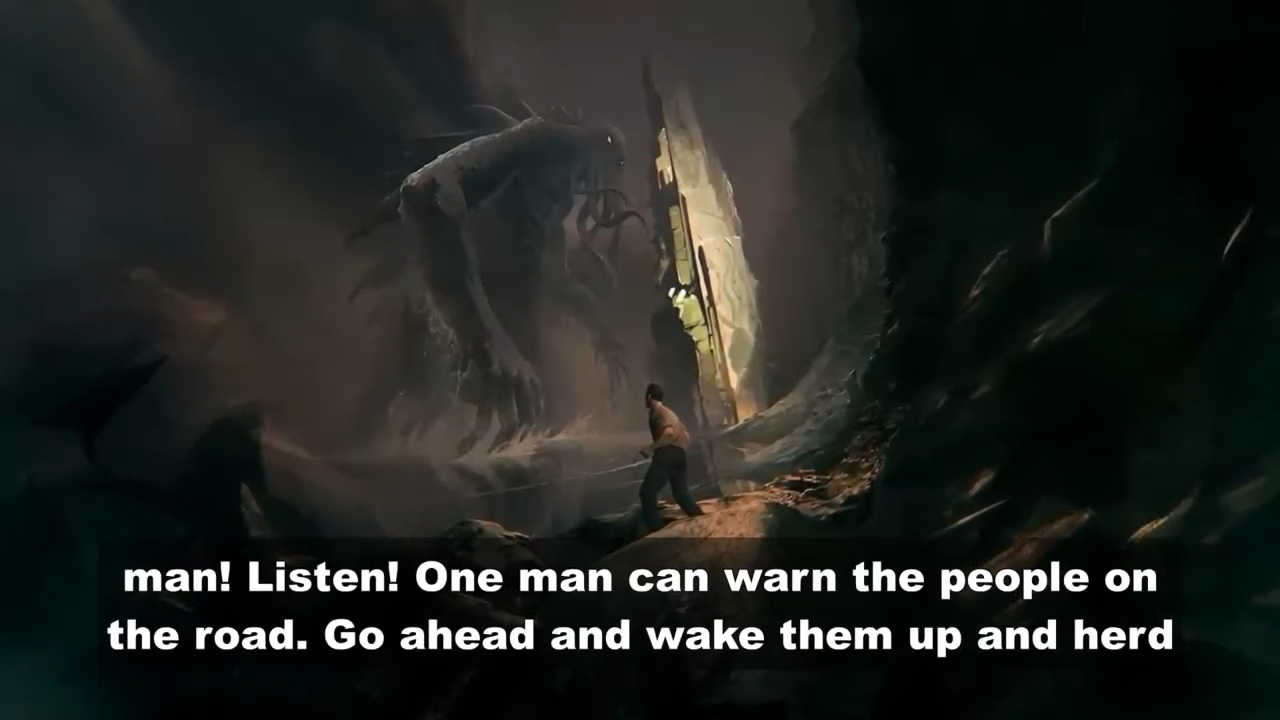 man! Listen! One man can warn the people on
the road. Go ahead and wake them up and herd